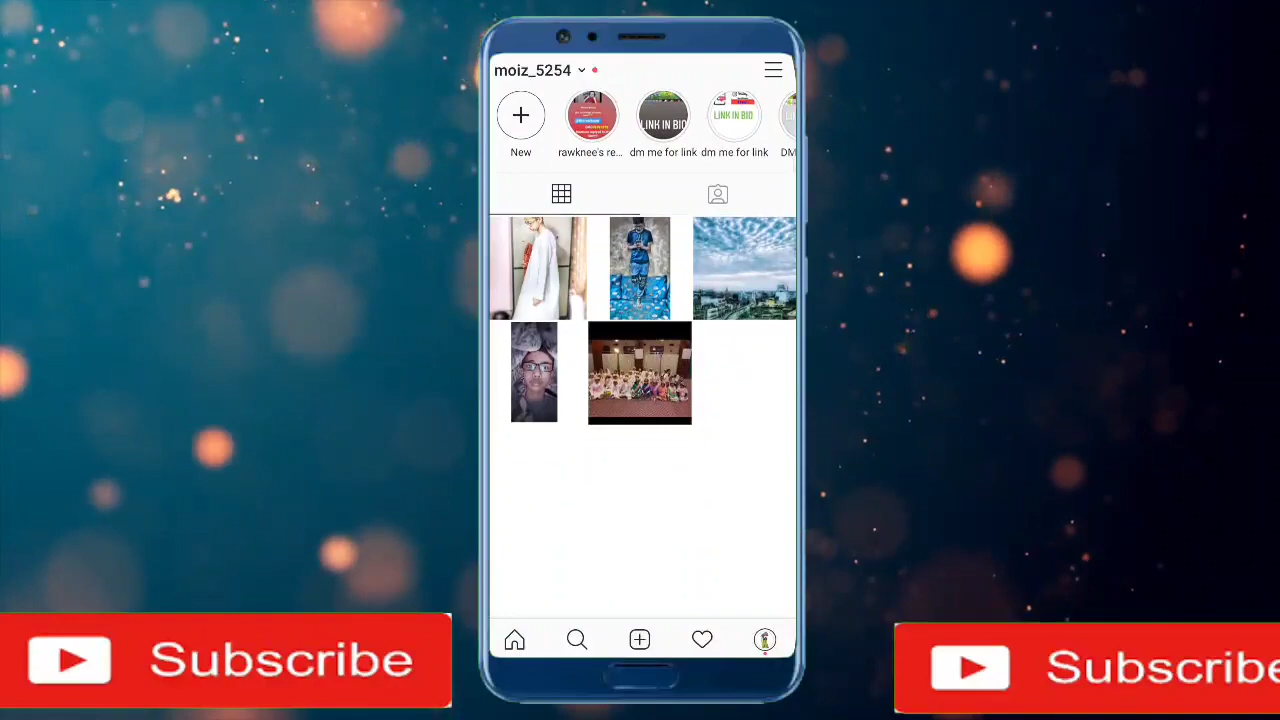 moiz_5254
LINK IN BIO
LINK IN BIO
New
rawknee's re...
dm me for link
dm me for link
DM
Subscribe
Subscribe